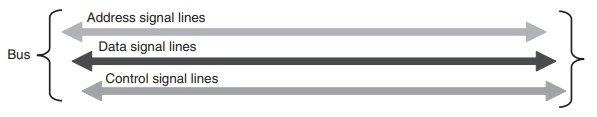 Address signal lines
Data signal lines
Bus
Control signal lines